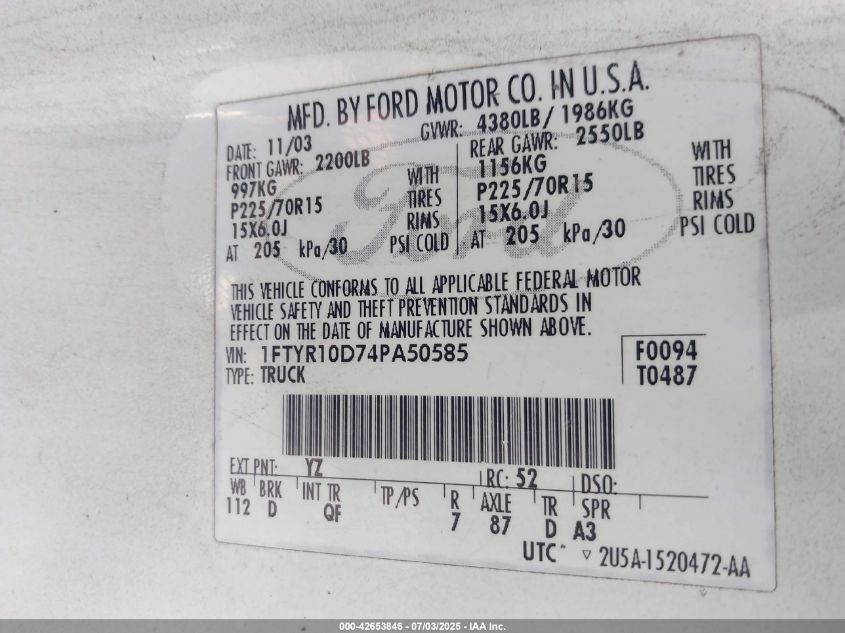 MFD. BY FORD MOTOR CO. IN U.S.A.
DATE: 11/03 GVWR: 4380LB/ 1986KG
FRONT GAWR: 2200LB REAR GAWR: 2550LB
997KG WITH 1156KG WITH
P225/70R15 TIRES P225/70R15 TIRES
15X6.0J RIMS 15X6.0J RIMS
AT 205 kPa/30 PSI COLD AT 205 kPa/30 PSI COLD
Ford
THIS VEHICLE CONFORMS TO ALL APPLICABLE FEDERAL MOTOR
VEHICLE SAFETY AND THEFT PREVENTION STANDARDS IN
EFFECT ON THE DATE OF MANUFACTURE SHOWN ABOVE.
VIN: 1FTYR10D74PA50585 F0094
TYPE: TRUCK T0487
EXT PNT: YZ RC: 52 DSO:
WB BRK INT TR TP/PS R AXLE TR SPR
112 D QF 7 87 D A3
UTC* ▽ 2U5A-1520472-AA
000-42653846 - 07/03/2025 - IAA Inc.